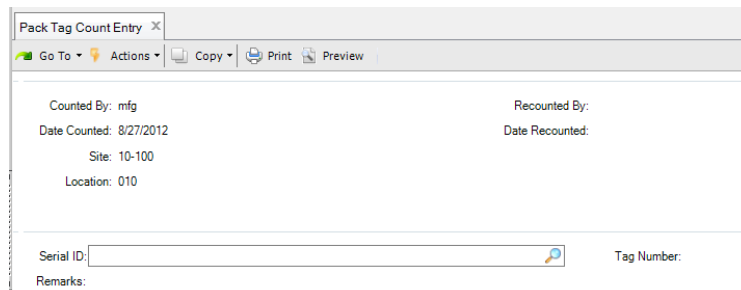 Pack Tag Count Entry
Go To Actions Copy Print Preview
Counted By: mfg Recounted By:
Date Counted: 8/27/2012 Date Recounted:
Site: 10-100
Location: 010
Serial ID: Tag Number:
Remarks: